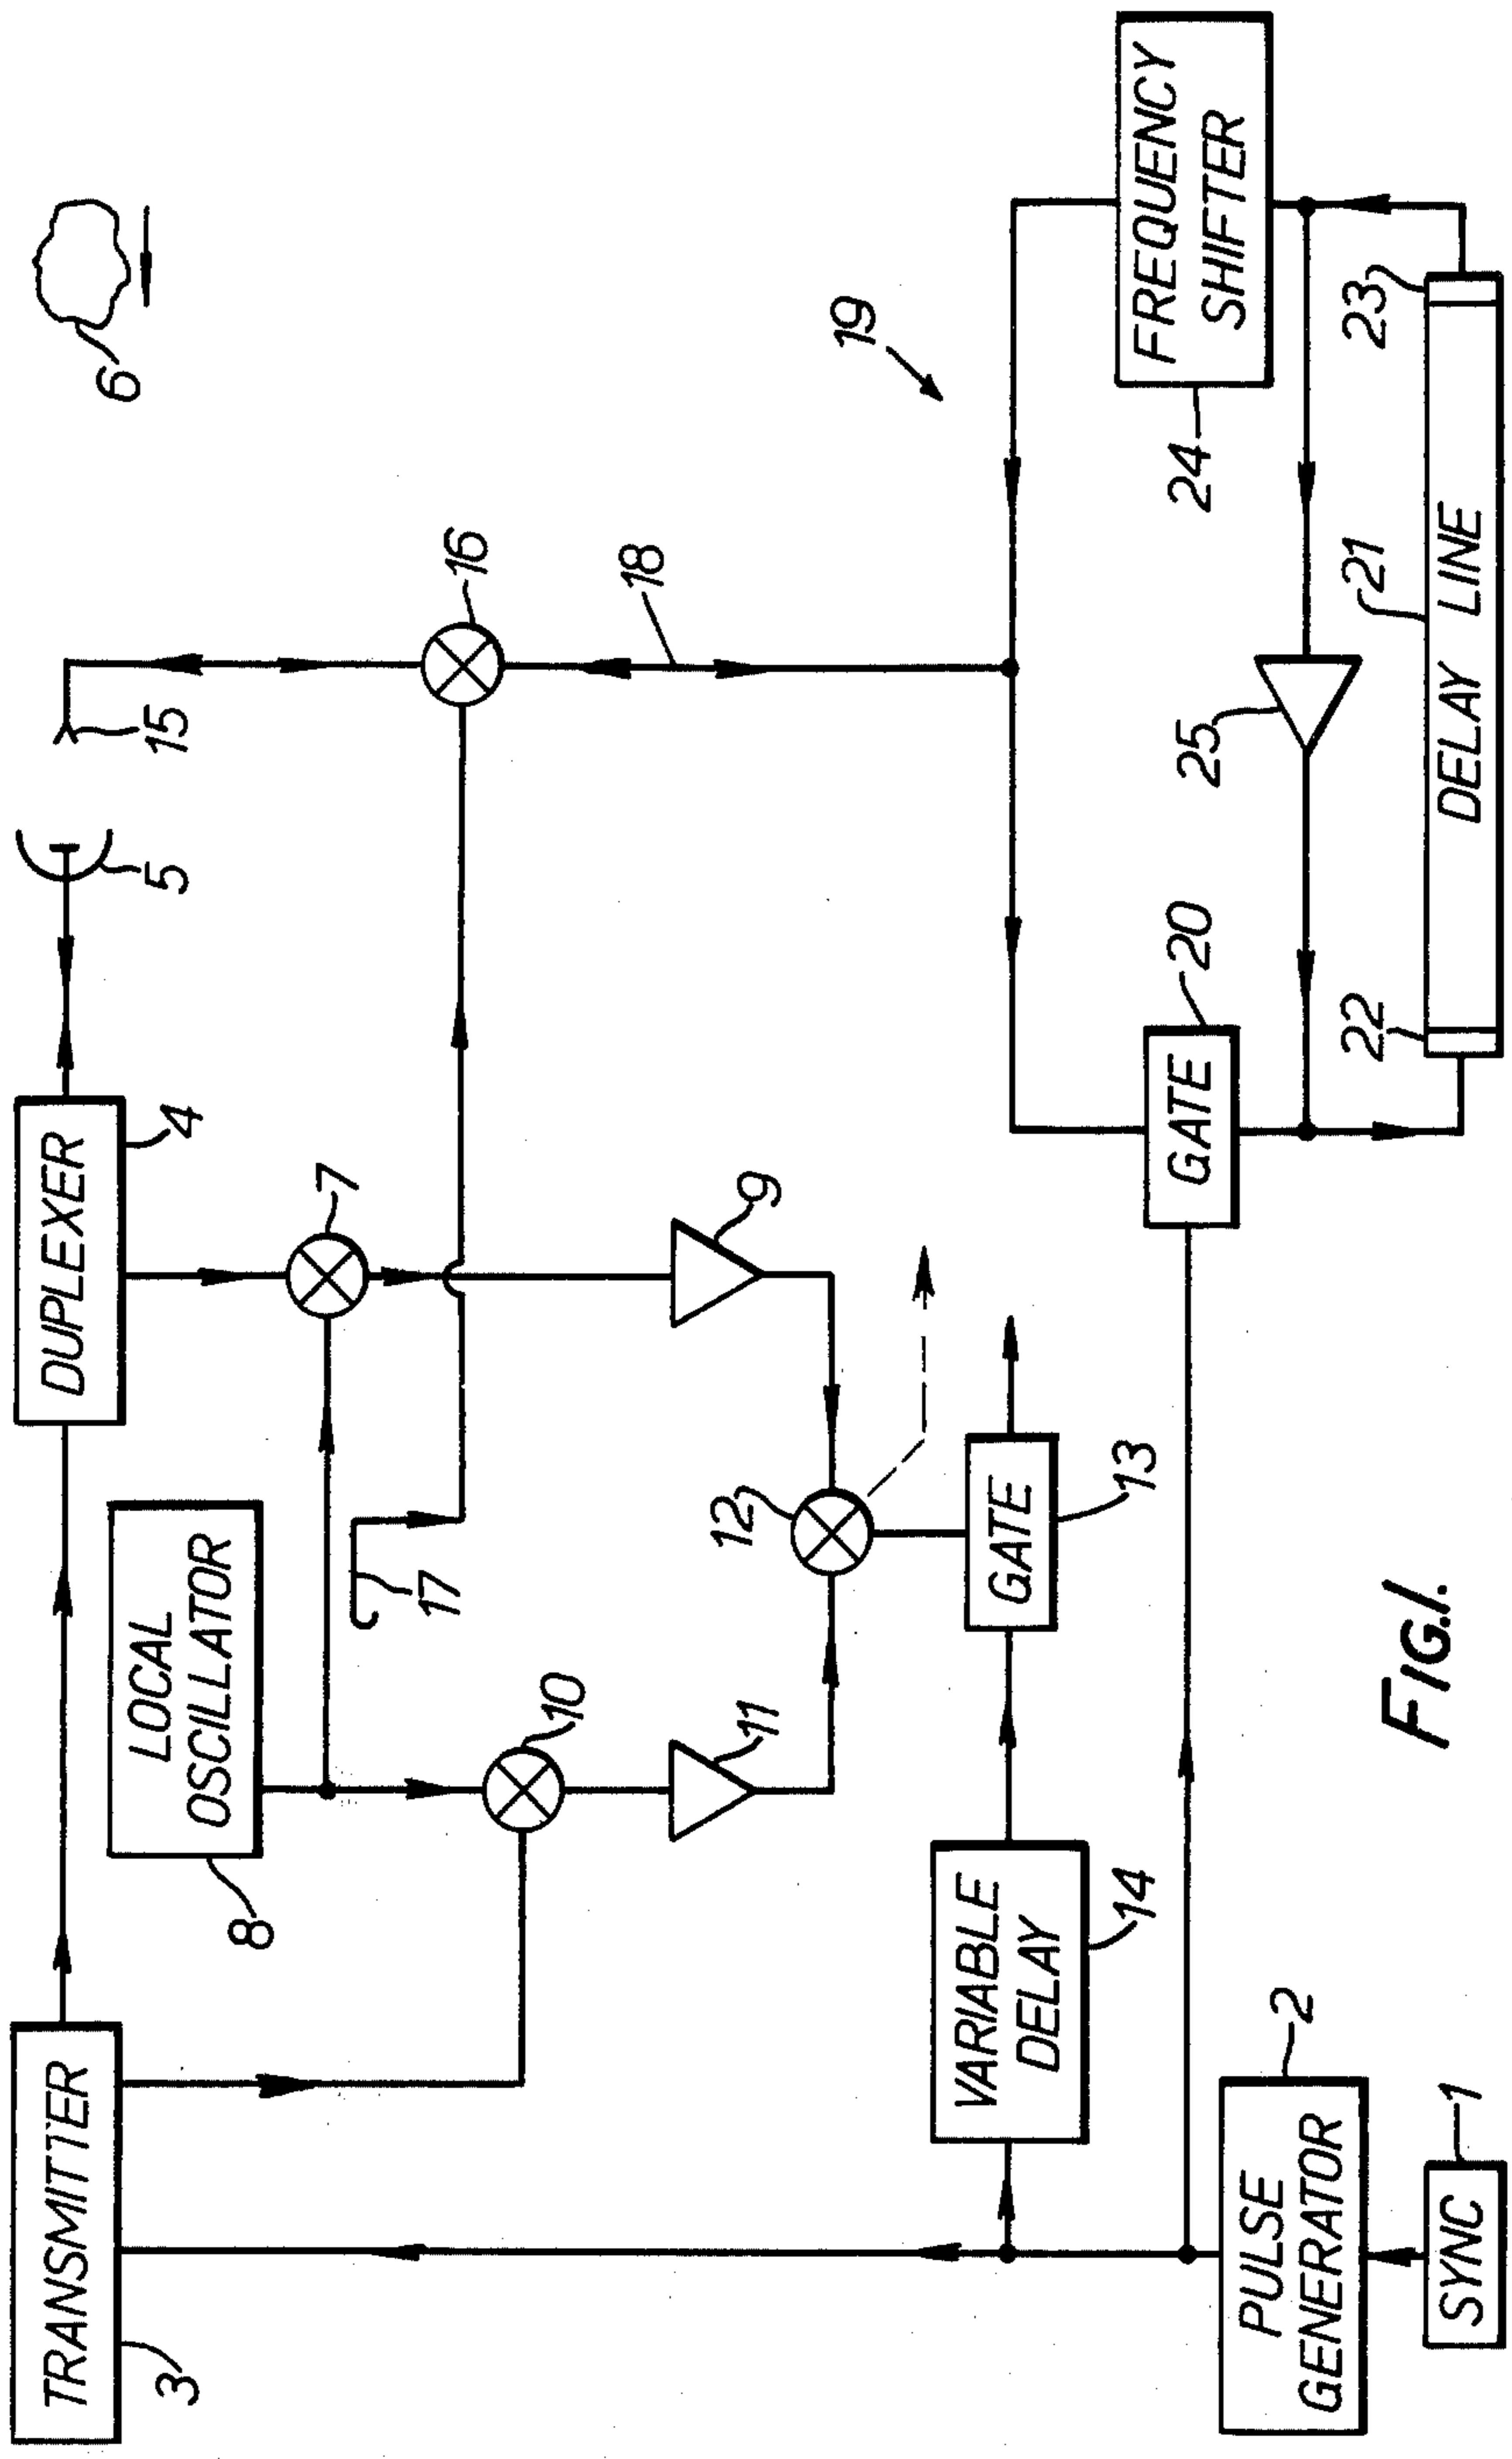 TRANSMITTER
3
DUPLEXER
4
5
15
6
LOCAL
OSCILLATOR
8
7
17
10
16
11
9
12
18
19
VARIABLE
DELAY
14
GATE
13
GATE
20
FREQUENCY
SHIFTER
24
25
PULSE
GENERATOR
2
SYNC
1
22
21
23
DELAY LINE
FIG.1.